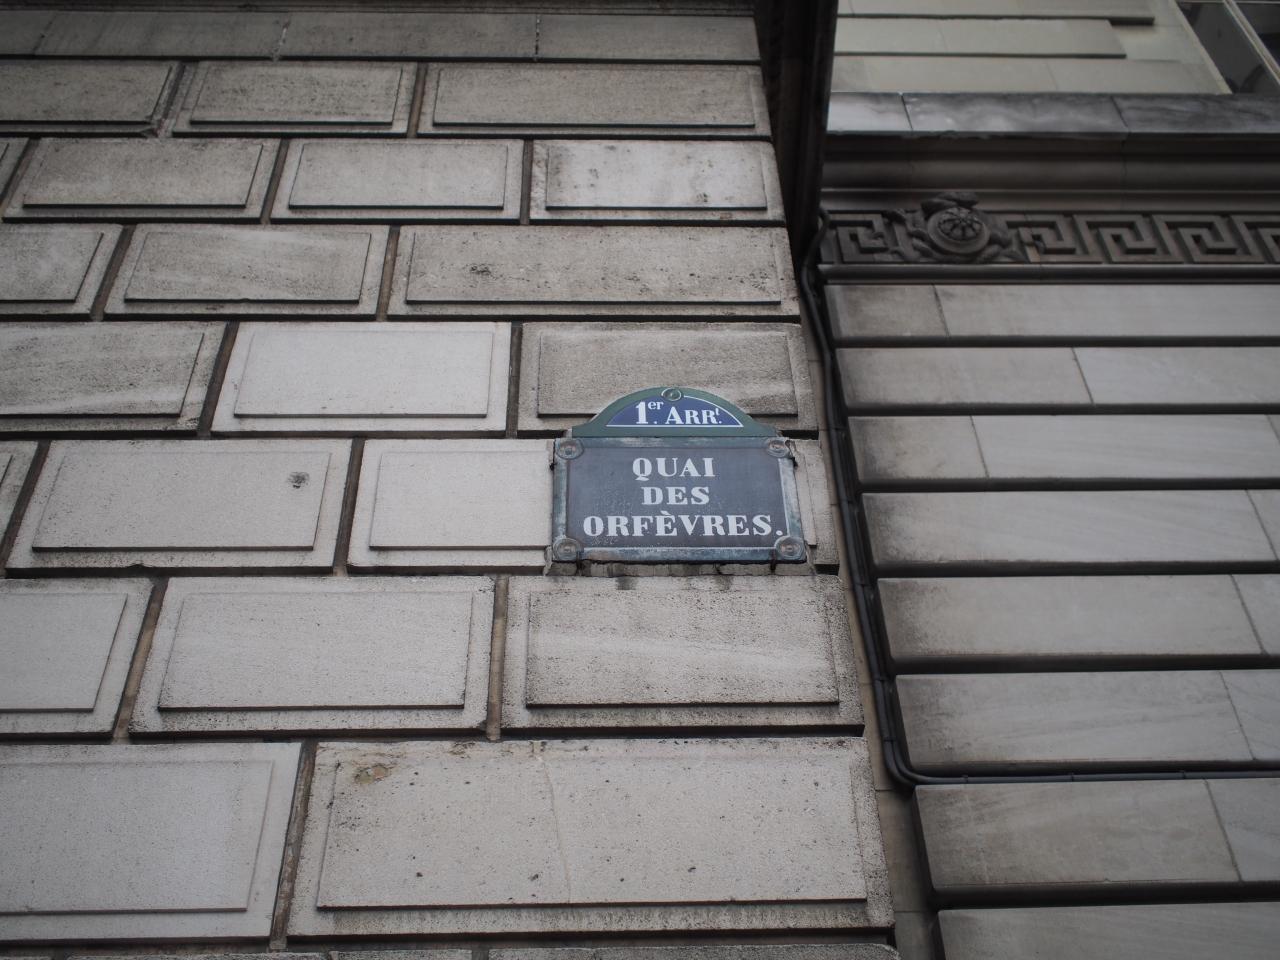 1er. ARRt.
QUAI
DES
ORFÈVRES.